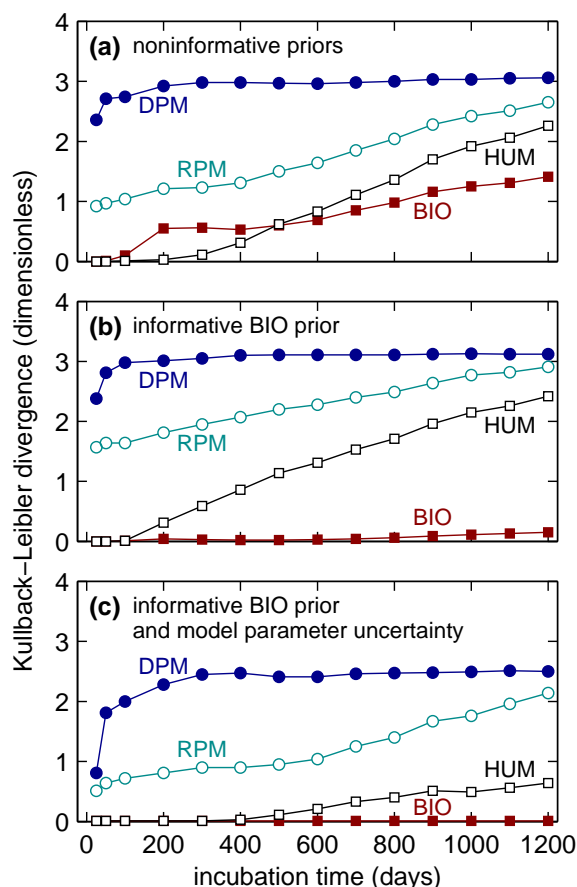 Kullback–Leibler divergence (dimensionless)
4
(a) noninformative priors
3
DPM
2
RPM
HUM
1
BIO
0
4
(b) informative BIO prior
3
DPM
2
RPM
HUM
1
BIO
0
4
(c) informative BIO prior
and model parameter uncertainty
3
DPM
2
RPM
1
HUM
BIO
0
0 200 400 600 800 1000 1200
incubation time (days)